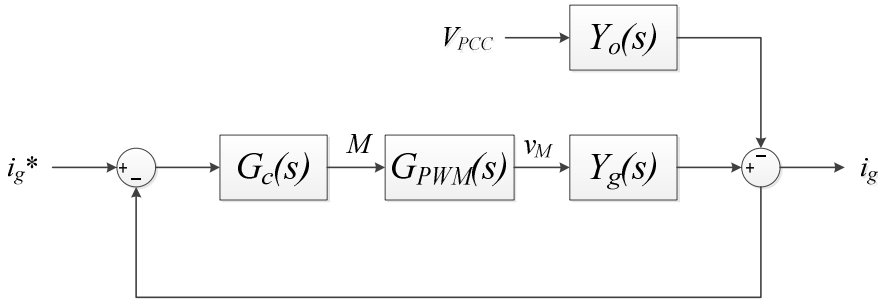 V_PCC
Y_o(s)
i_g*
+
−
G_c(s)
M
G_PWM(s)
v_M
Y_g(s)
−
+
i_g